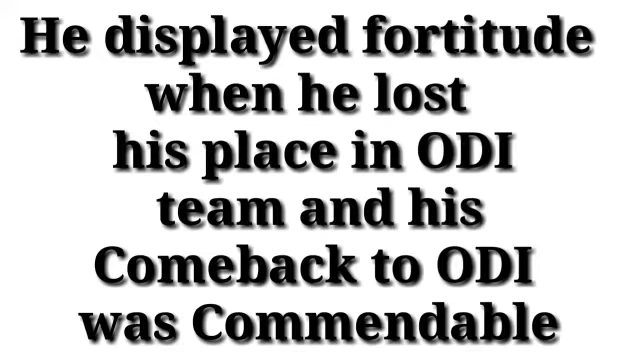 He displayed fortitude
when he lost
his place in ODI
team and his
Comeback to ODI
was Commendable